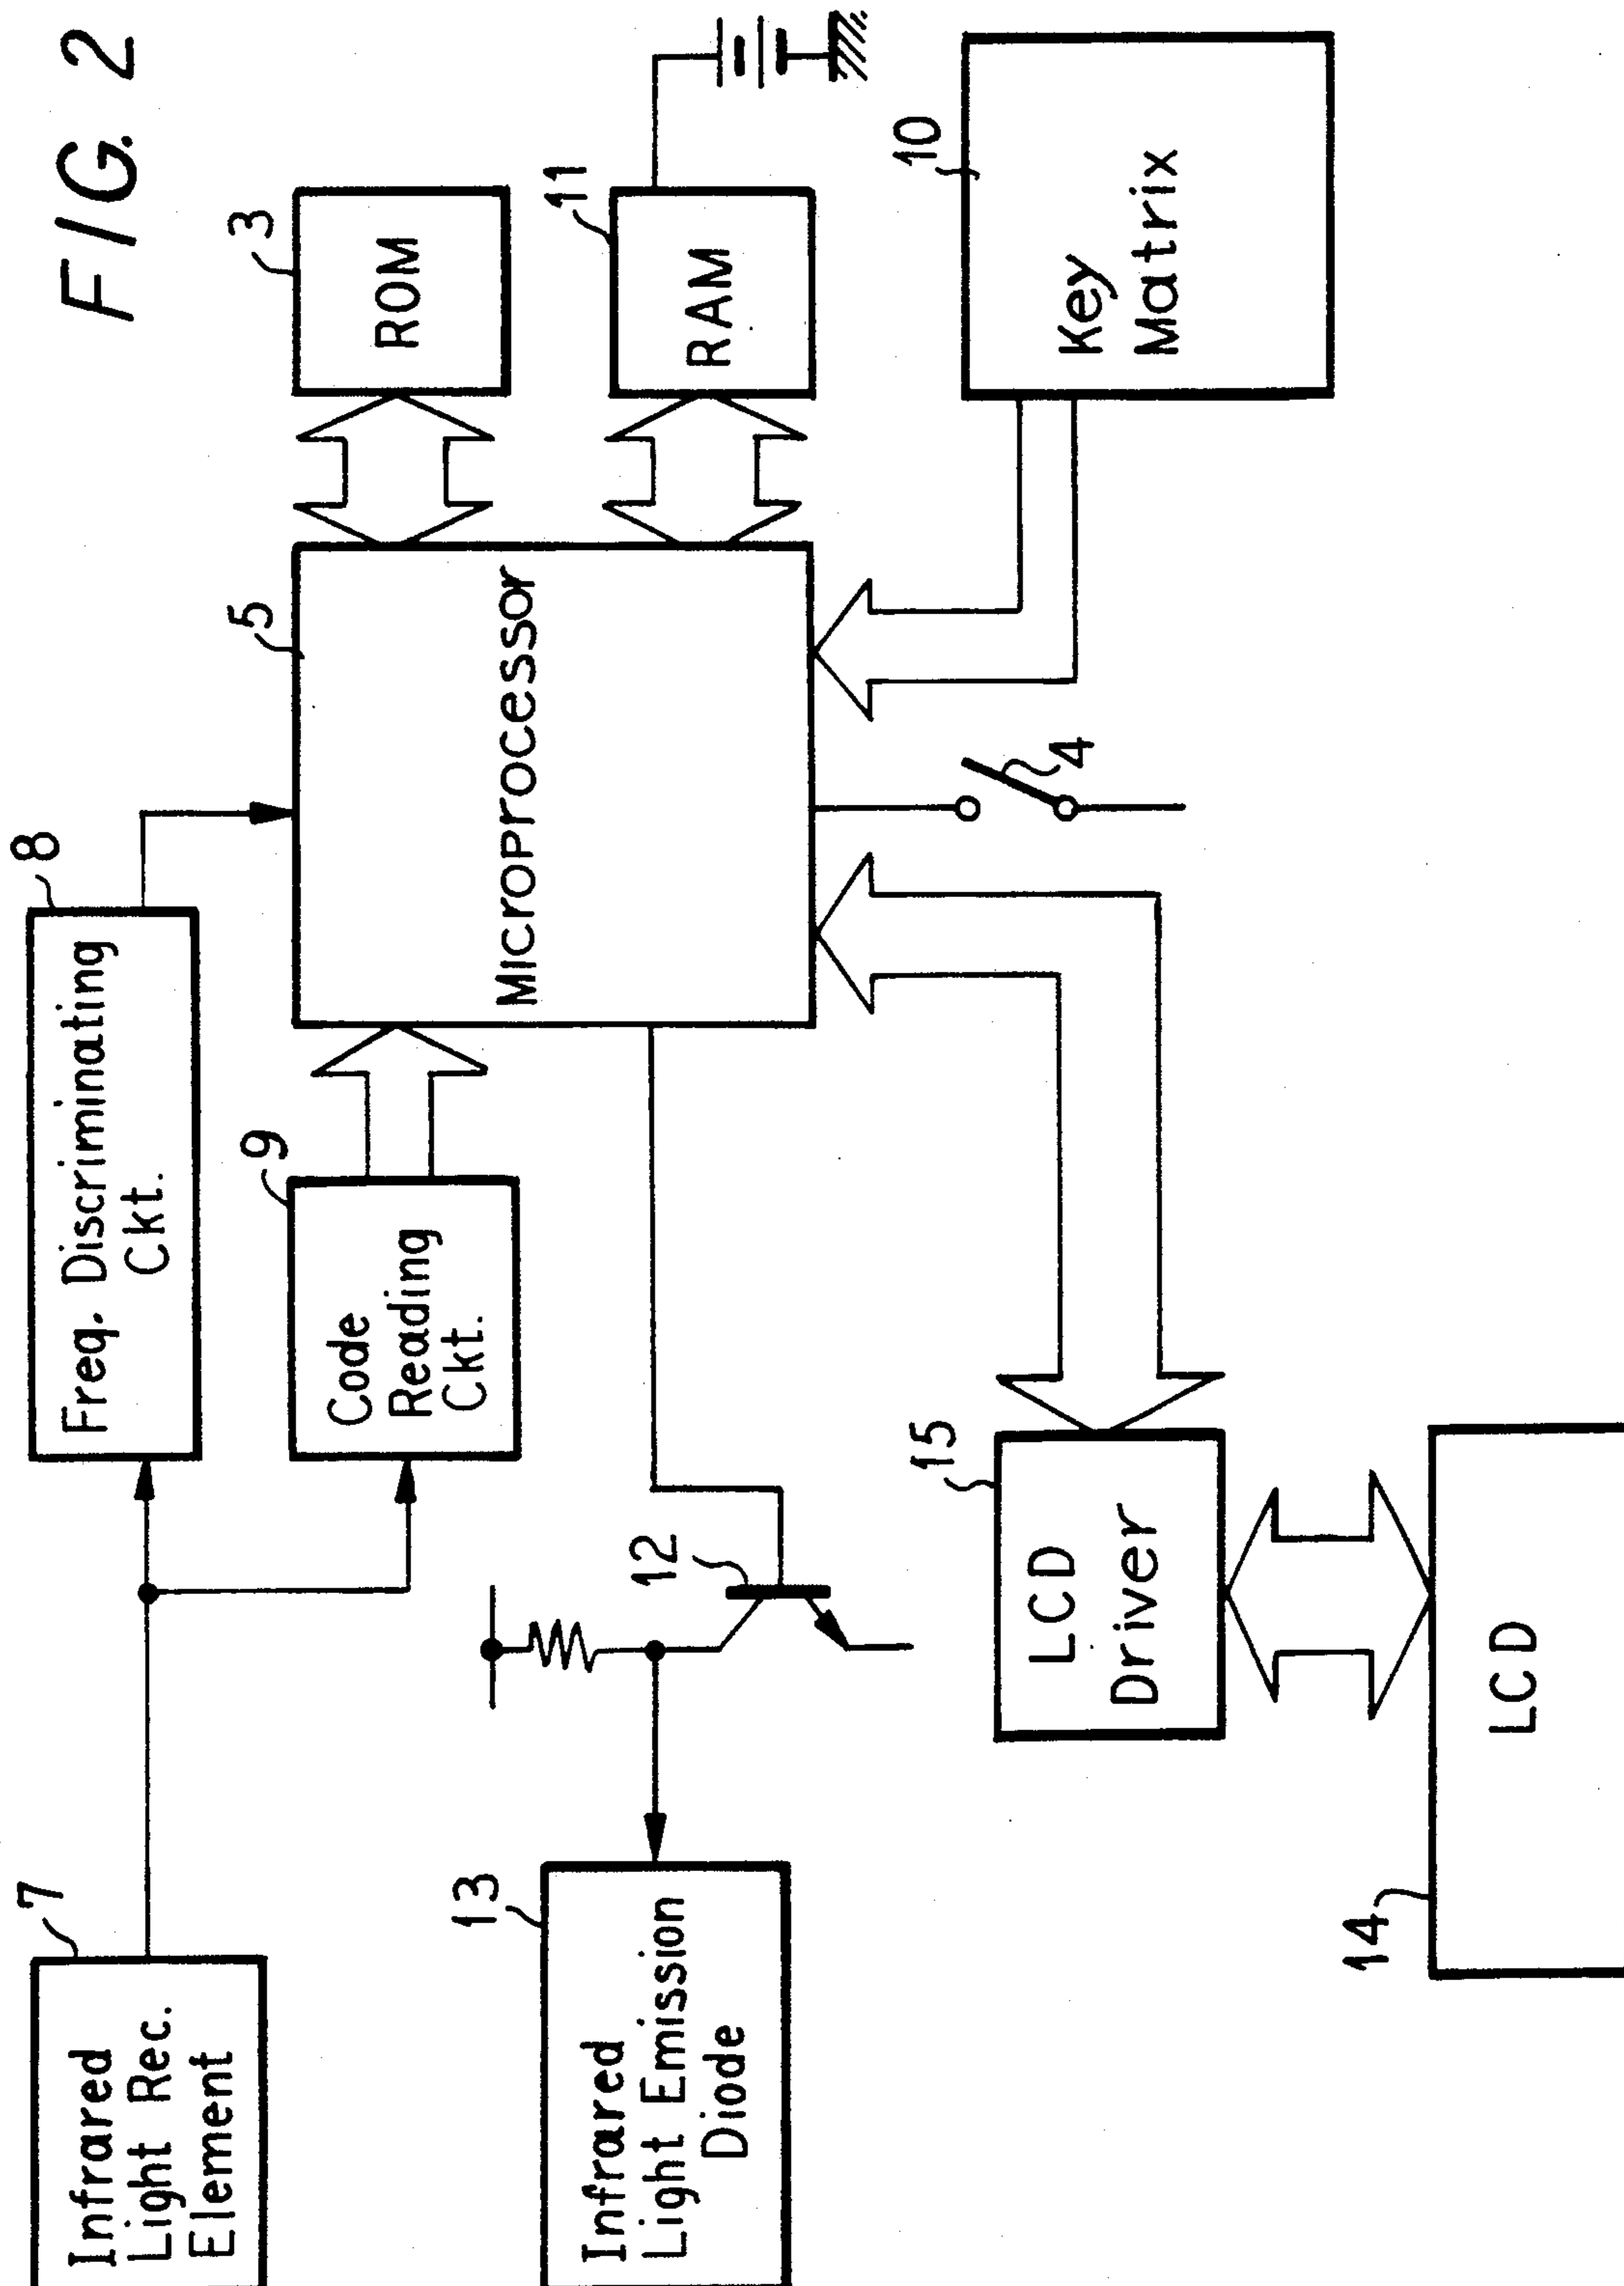 FIG. 2
8
Freq. Discriminating
Ckt.
7
Infrared
Light Rec.
Element
9
Code
Reading
Ckt.
5
Microprocessor
3
ROM
11
RAM
13
Infrared
Light Emission
Diode
12
4
10
Key
Matrix
15
LCD
Driver
14
LCD